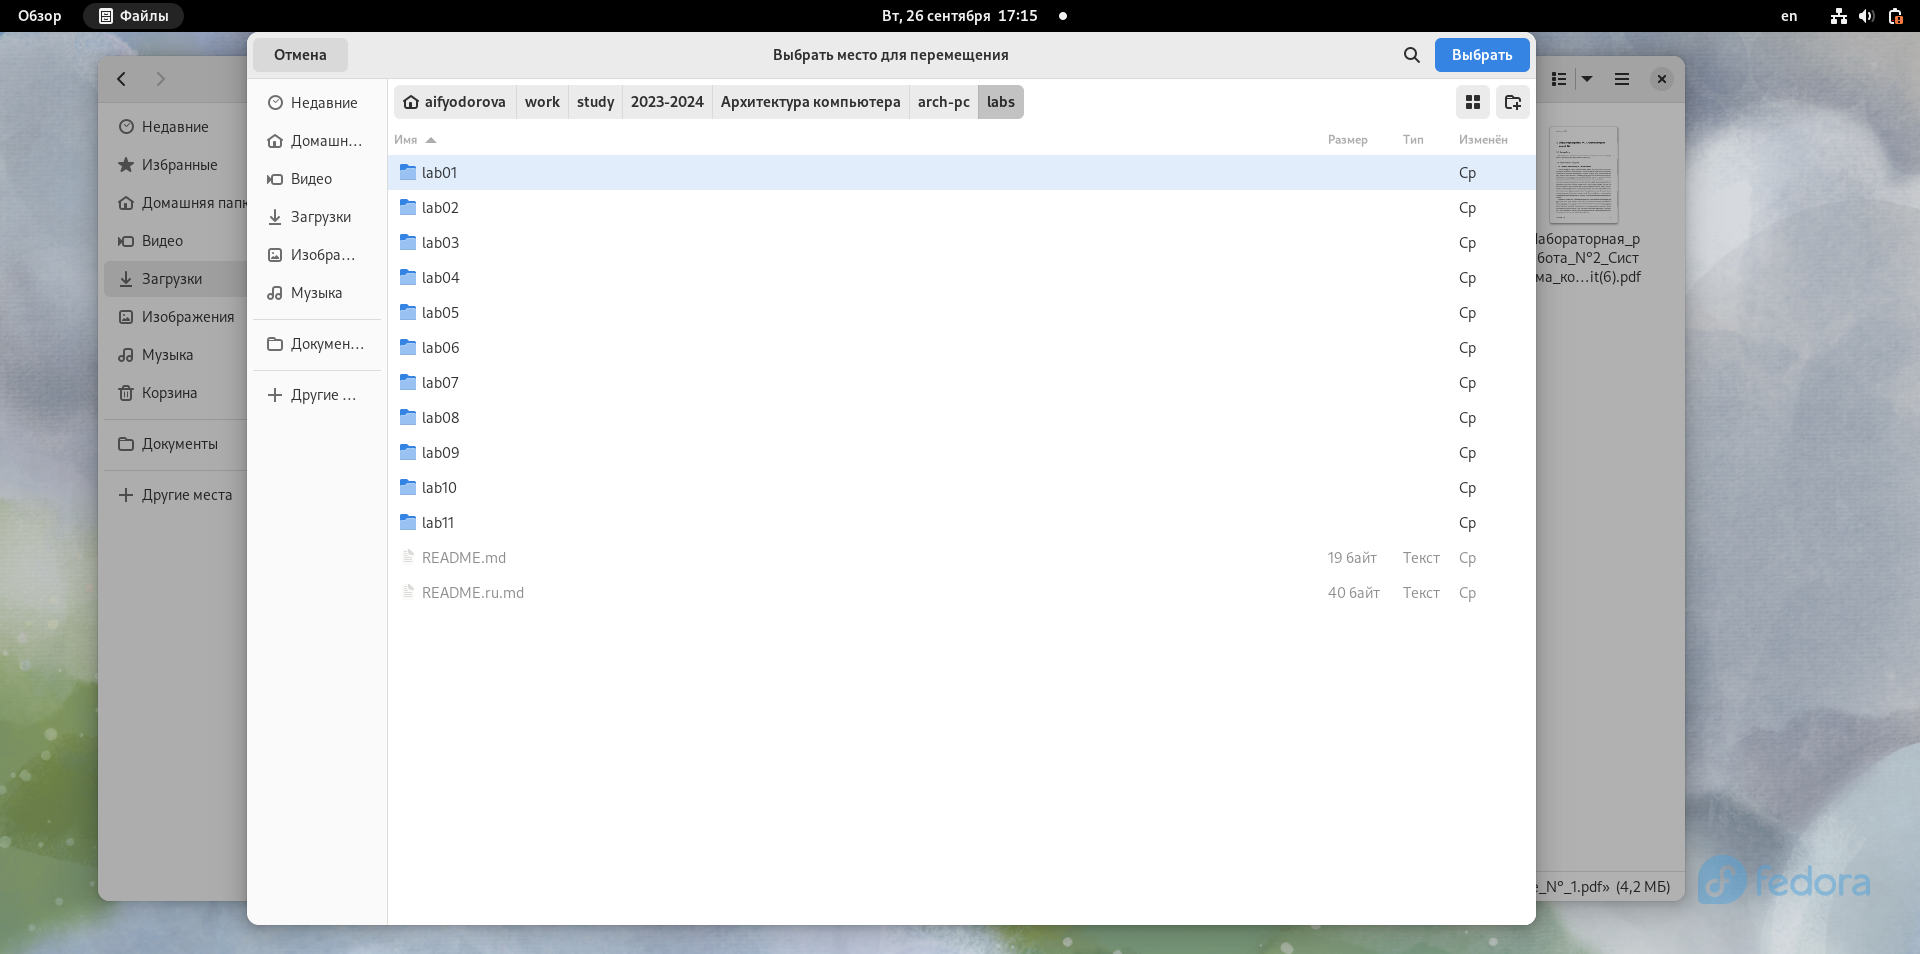 Обзор Файлы Вт, 26 сентября 17:15 en
Отмена Выбрать место для перемещения Выбрать
Недавние
Избранные
Домашняя папк
Видео
Загрузки
Изображения
Музыка
Корзина
Документы
Другие места
Недавние
Домашн…
Видео
Загрузки
Изобра…
Музыка
Докумен…
Другие …
aifyodorova work study 2023-2024 Архитектура компьютера arch-pc labs
Имя Размер Тип Изменён
lab01 Ср
lab02 Ср
lab03 Ср
lab04 Ср
lab05 Ср
lab06 Ср
lab07 Ср
lab08 Ср
lab09 Ср
lab10 Ср
lab11 Ср
README.md 19 байт Текст Ср
README.ru.md 40 байт Текст Ср
лабораторная_р
бота_№2_Сист
ма_ко…it(6).pdf
е_№_1.pdf» (4,2 МБ)
fedora